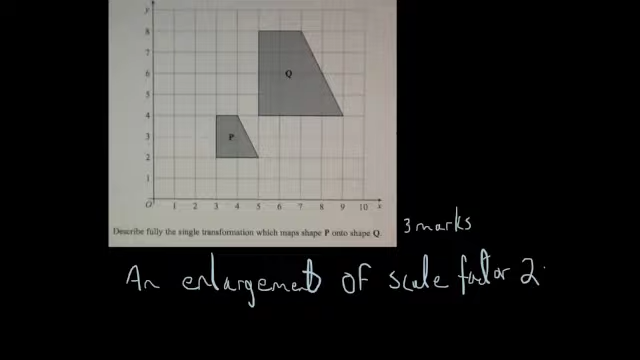 y
8
7
6
5
4
3
2
1
Q
P
O 1 2 3 4 5 6 7 8 9 10 x
Describe fully the single transformation which maps shape P onto shape Q.
3 marks
An enlargement of scale factor 2